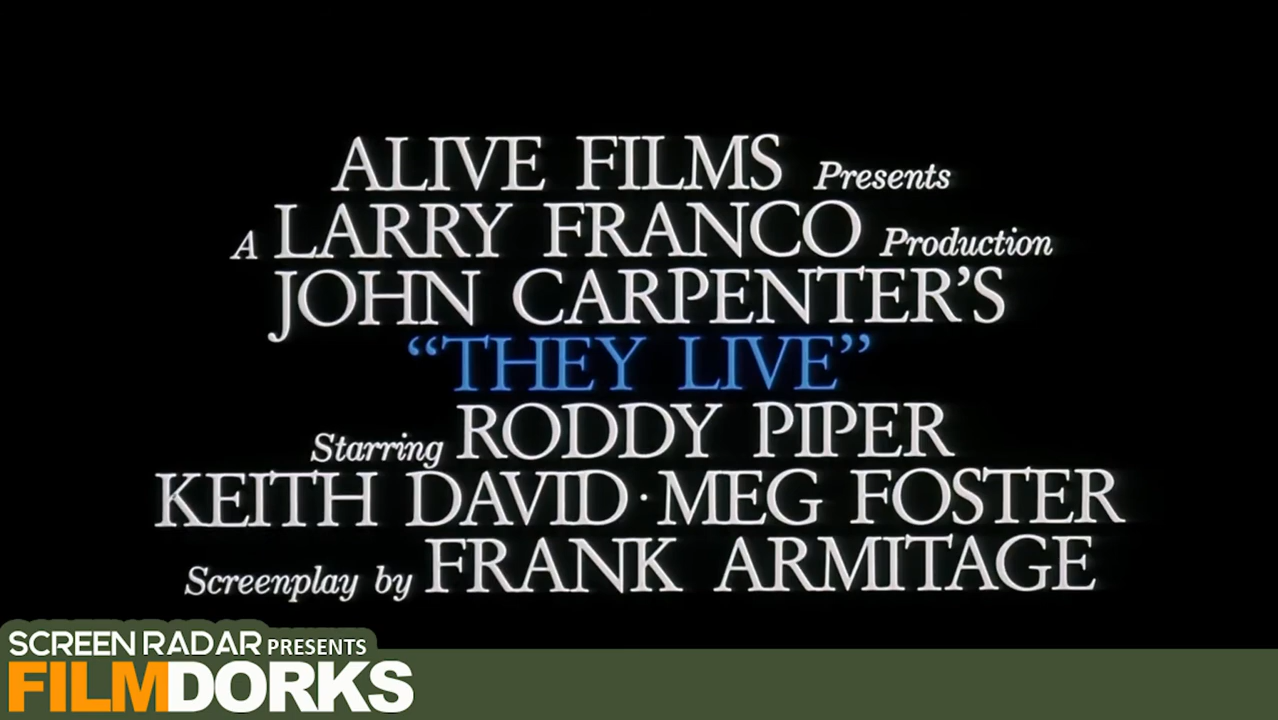 ALIVE FILMS Presents
A LARRY FRANCO Production
JOHN CARPENTER'S
“THEY LIVE”
Starring RODDY PIPER
KEITH DAVID · MEG FOSTER
Screenplay by FRANK ARMITAGE
SCREEN RADAR PRESENTS
FILMDORKS